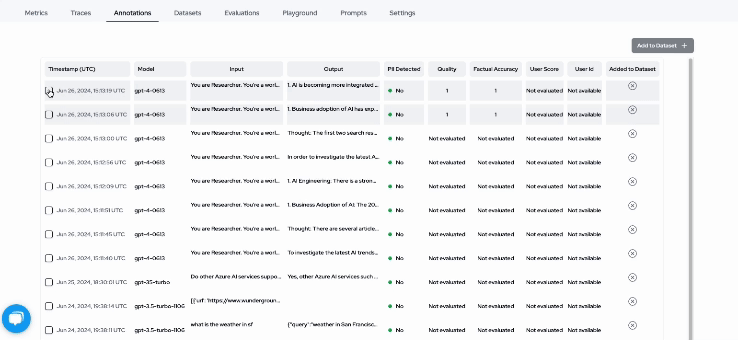 Metrics Traces Annotations Datasets Evaluations Playground Prompts Settings
Add to Dataset +
Timestamp (UTC) Model Input Output PII Detected Quality Factual Accuracy User Score User Id Added to Dataset
Jun 26, 2024, 15:13:19 UTC gpt-4-0613 You are Researcher. You're a worl... 1. AI is becoming more integrated ... No 1 1 Not evaluated Not available
Jun 26, 2024, 15:13:06 UTC gpt-4-0613 You are Researcher. You're a worl... 1. Business adoption of AI has exp... No 1 1 Not evaluated Not available
Jun 26, 2024, 15:13:00 UTC gpt-4-0613 You are Researcher. You're a worl... Thought: The first two search res... No Not evaluated Not evaluated Not evaluated Not available
Jun 26, 2024, 15:12:56 UTC gpt-4-0613 You are Researcher. You're a worl... In order to investigate the latest A... No Not evaluated Not evaluated Not evaluated Not available
Jun 26, 2024, 15:12:09 UTC gpt-4-0613 You are Researcher. You're a worl... 1. AI Engineering: There is a stron... No Not evaluated Not evaluated Not evaluated Not available
Jun 26, 2024, 15:11:51 UTC gpt-4-0613 You are Researcher. You're a worl... 1. Business Adoption of AI: The 20... No Not evaluated Not evaluated Not evaluated Not available
Jun 26, 2024, 15:11:45 UTC gpt-4-0613 You are Researcher. You're a worl... Thought: There are several article... No Not evaluated Not evaluated Not evaluated Not available
Jun 26, 2024, 15:11:40 UTC gpt-4-0613 You are Researcher. You're a worl... To investigate the latest AI trends... No Not evaluated Not evaluated Not evaluated Not available
Jun 25, 2024, 18:30:01 UTC gpt-35-turbo Do other Azure AI services suppo... Yes, other Azure AI services such ... No Not evaluated Not evaluated Not evaluated Not available
Jun 24, 2024, 19:38:14 UTC gpt-3.5-turbo-1106 [{'url': 'https://www.wundergroun... No Not evaluated Not evaluated Not evaluated Not available
Jun 24, 2024, 19:38:11 UTC gpt-3.5-turbo-1106 what is the weather in sf {"query":"weather in San Francisc... No Not evaluated Not evaluated Not evaluated Not available